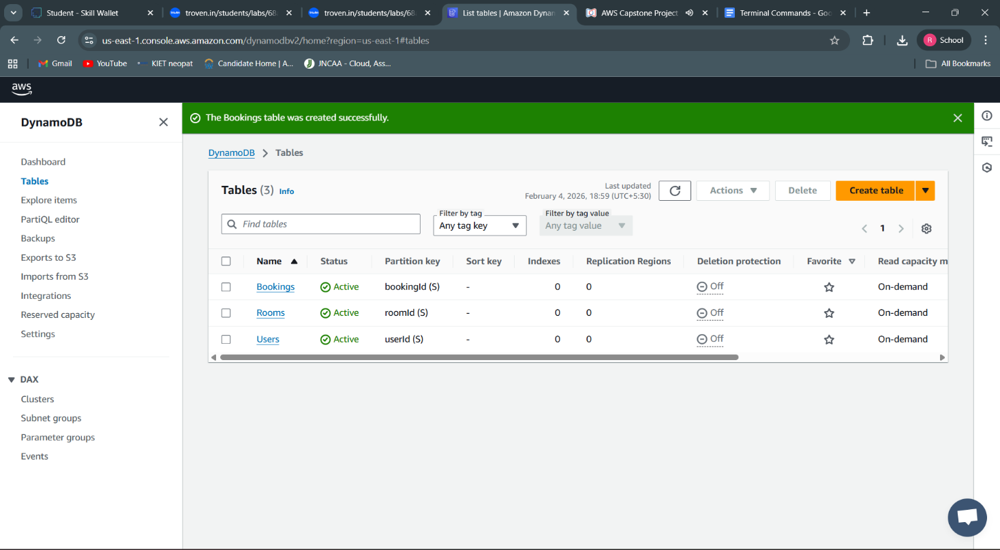 Student - Skill Wallet
troven.in/students/labs/68
troven.in/students/labs/68
List tables | Amazon Dynan
AWS Capstone Project
Terminal Commands - Goo
us-east-1.console.aws.amazon.com/dynamodbv2/home?region=us-east-1#tables
R School
Gmail
YouTube
KIET neopat
Candidate Home | A...
JNCAA - Cloud, Ass...
All Bookmarks
aws
DynamoDB
The Bookings table was created successfully.
Dashboard
Tables
Explore items
PartiQL editor
Backups
Exports to S3
Imports from S3
Integrations
Reserved capacity
Settings
DAX
Clusters
Subnet groups
Parameter groups
Events
DynamoDB > Tables
Tables (3) Info
Last updated
February 4, 2026, 18:59 (UTC+5:30)
Actions
Delete
Create table
Find tables
Filter by tag
Any tag key
Filter by tag value
Any tag value
1
Name Status Partition key Sort key Indexes Replication Regions Deletion protection Favorite Read capacity m
Bookings Active bookingId (S) - 0 0 Off On-demand
Rooms Active roomId (S) - 0 0 Off On-demand
Users Active userId (S) - 0 0 Off On-demand